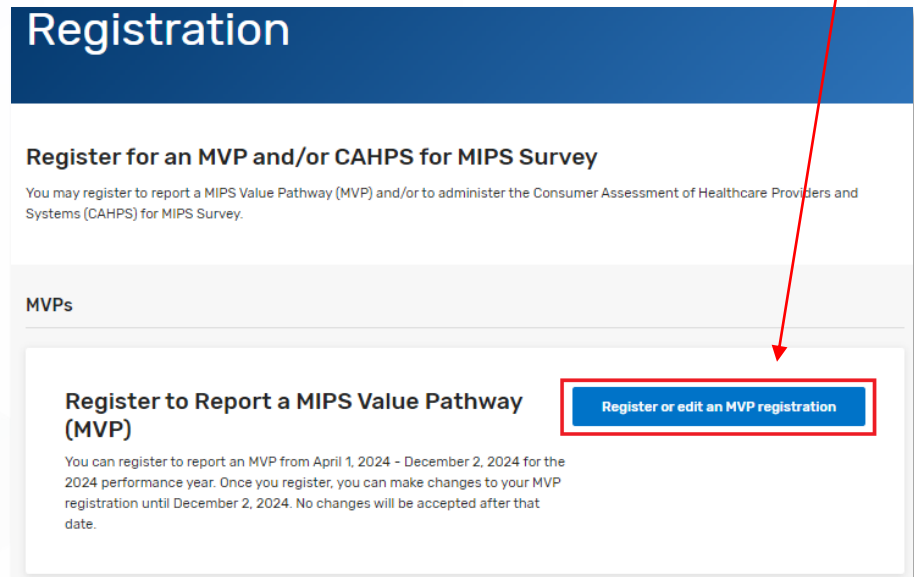 Registration
Register for an MVP and/or CAHPS for MIPS Survey
You may register to report a MIPS Value Pathway (MVP) and/or to administer the Consumer Assessment of Healthcare Providers and
Systems (CAHPS) for MIPS Survey.
MVPs
Register to Report a MIPS Value Pathway
(MVP)
Register or edit an MVP registration
You can register to report an MVP from April 1, 2024 - December 2, 2024 for the
2024 performance year. Once you register, you can make changes to your MVP
registration until December 2, 2024. No changes will be accepted after that
date.